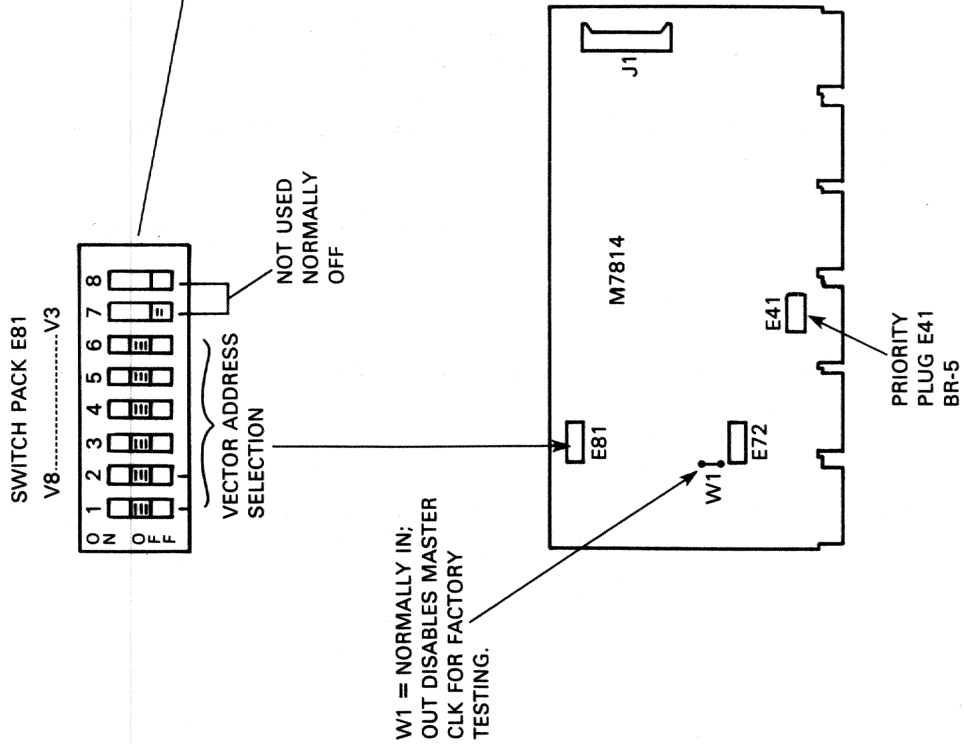 SWITCH PACK E81
V8---------------------V3
ON OFF
1 2 3 4 5 6 7 8
VECTOR ADDRESS
SELECTION
NOT USED
NORMALLY
OFF
W1 = NORMALLY IN;
OUT DISABLES MASTER
CLK FOR FACTORY
TESTING.
E81
J1
M7814
W1
E72
E41
PRIORITY
PLUG E41
BR-5